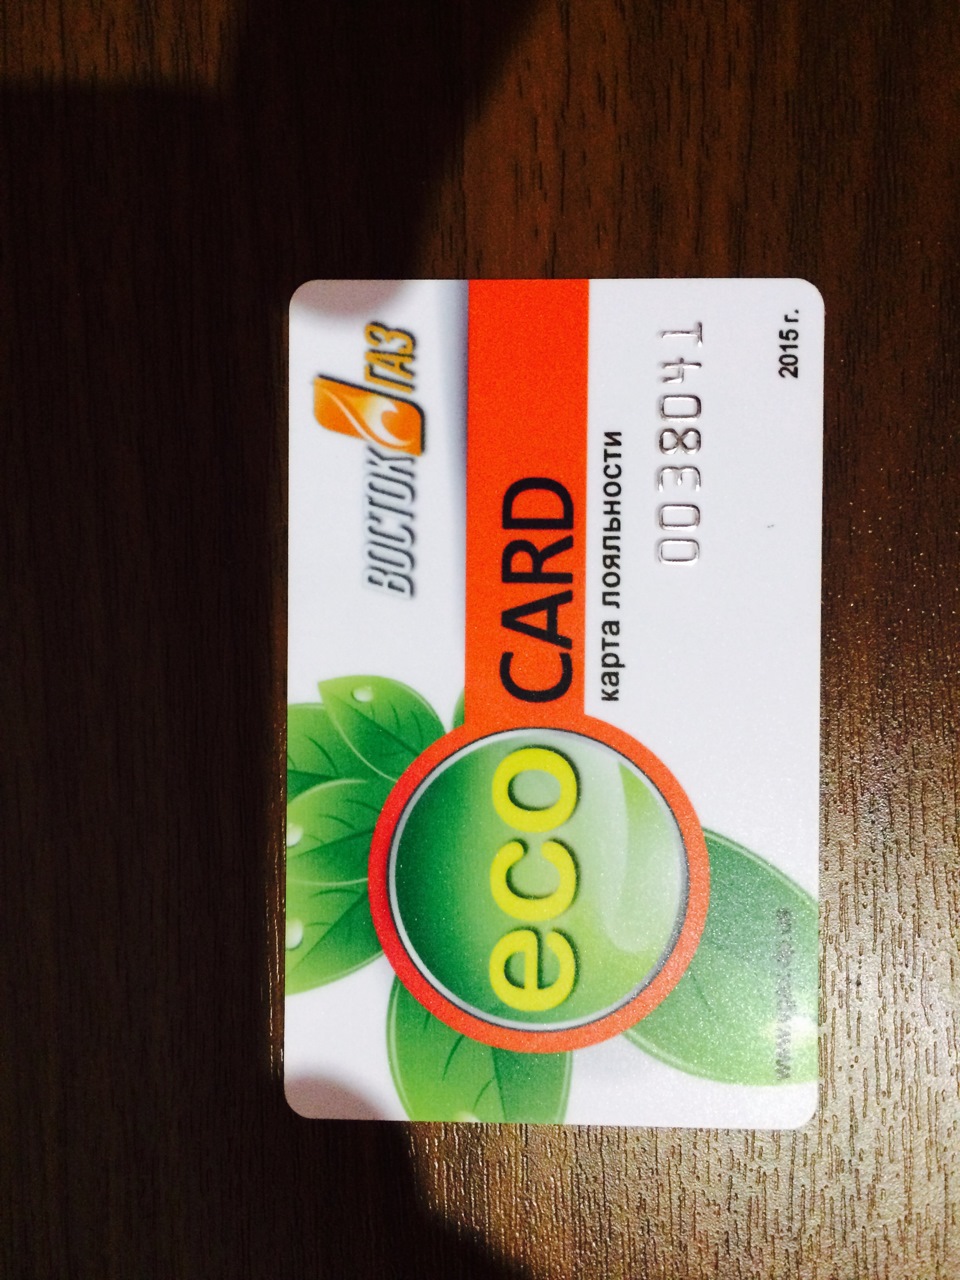 ВОСТОК ГАЗ
eco CARD
карта лояльности
0038041
2015 г.